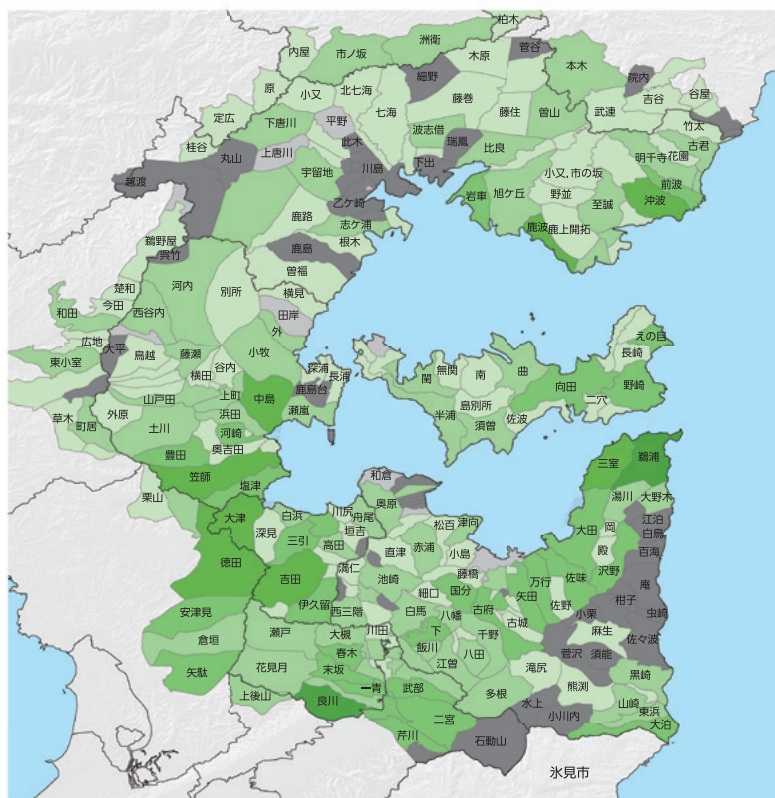 柏木
洲衛
内屋
市ノ坂
木原
菅谷
本木
細野
院内
谷屋
吉谷
原
小又
北七海
七海
藤巻
藤住
曽山
武連
定広
下唐川
平野
波志借
瑞鳳
竹太
古君
桂谷
丸山
上唐川
此木
川島
下出
比良
明千寺
花園
越渡
宇留地
小又,市の坂
前波
乙ケ崎
岩車
旭ケ丘
野並
至誠
沖波
鹿路
志ケ浦
鹿波
鹿上開拓
鵜野屋
呉竹
鹿島
根木
曽福
楚和
河内
別所
横見
今田
和田
西谷内
田岸
外
えの目
広地
大平
鳥越
藤瀬
小牧
長崎
東小室
横田
谷内
深浦
長浦
無関
南
曲
閨
向田
野崎
山戸田
上町
中島
鹿島台
島別所
二穴
草木
町居
外原
浜田
瀬嵐
半浦
須曽
佐波
土川
河崎
奥吉田
豊田
三室
鵜浦
笠師
和倉
栗山
塩津
奥原
湯川
大野木
大津
白浜
川尻
舟尾
松百
津向
江泊
深見
三引
垣吉
大田
岡
白鳥
高田
直津
赤浦
小島
殿
百海
徳田
満仁
藤橋
沢野
吉田
池崎
細口
国分
万行
佐味
庵
伊久留
西三階
白馬
八幡
古府
矢田
佐野
柑子
虫崎
安津見
小栗
倉垣
瀬戸
大槻
川田
下
千野
古城
麻生
佐々波
春木
飯川
八田
菅沢
須能
矢駄
花見月
末坂
江曽
滝尻
黒崎
上後山
良川
一青
武部
多根
熊渕
水上
山崎
東浜
二宮
小川内
大泊
芹川
石動山
氷見市